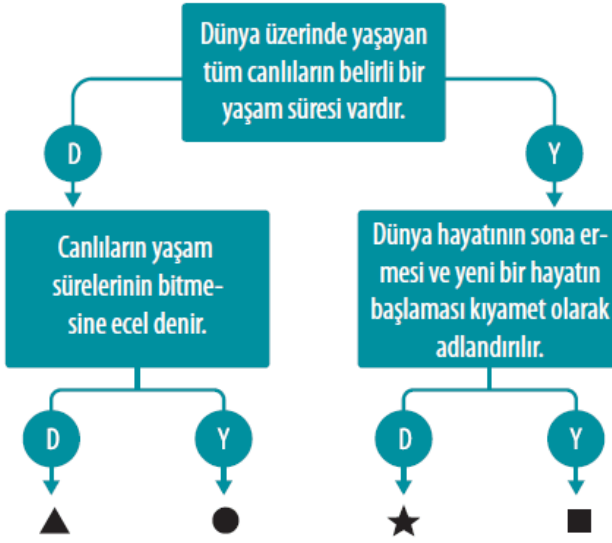 Dünya üzerinde yaşayan
tüm canlıların belirli bir
yaşam süresi vardır.
D
Y
Canlıların yaşam
sürelerinin bitme-
sine ecel denir.
Dünya hayatının sona er-
mesi ve yeni bir hayatın
başlaması kıyamet olarak
adlandırılır.
D
Y
D
Y